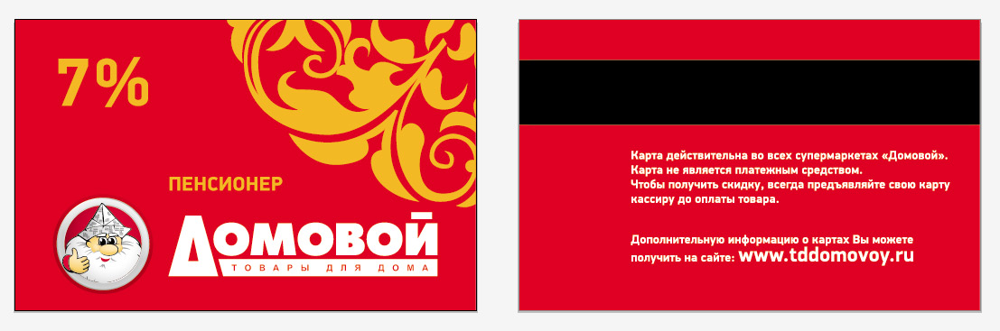 7%
ПЕНСИОНЕР
ДОМОВОЙ
ТОВАРЫ ДЛЯ ДОМА
Карта действительна во всех супермаркетах «Домовой».
Карта не является платежным средством.
Чтобы получить скидку, всегда предъявляйте свою карту
кассиру до оплаты товара.
Дополнительную информацию о картах Вы можете
получить на сайте: www.tddomovoy.ru